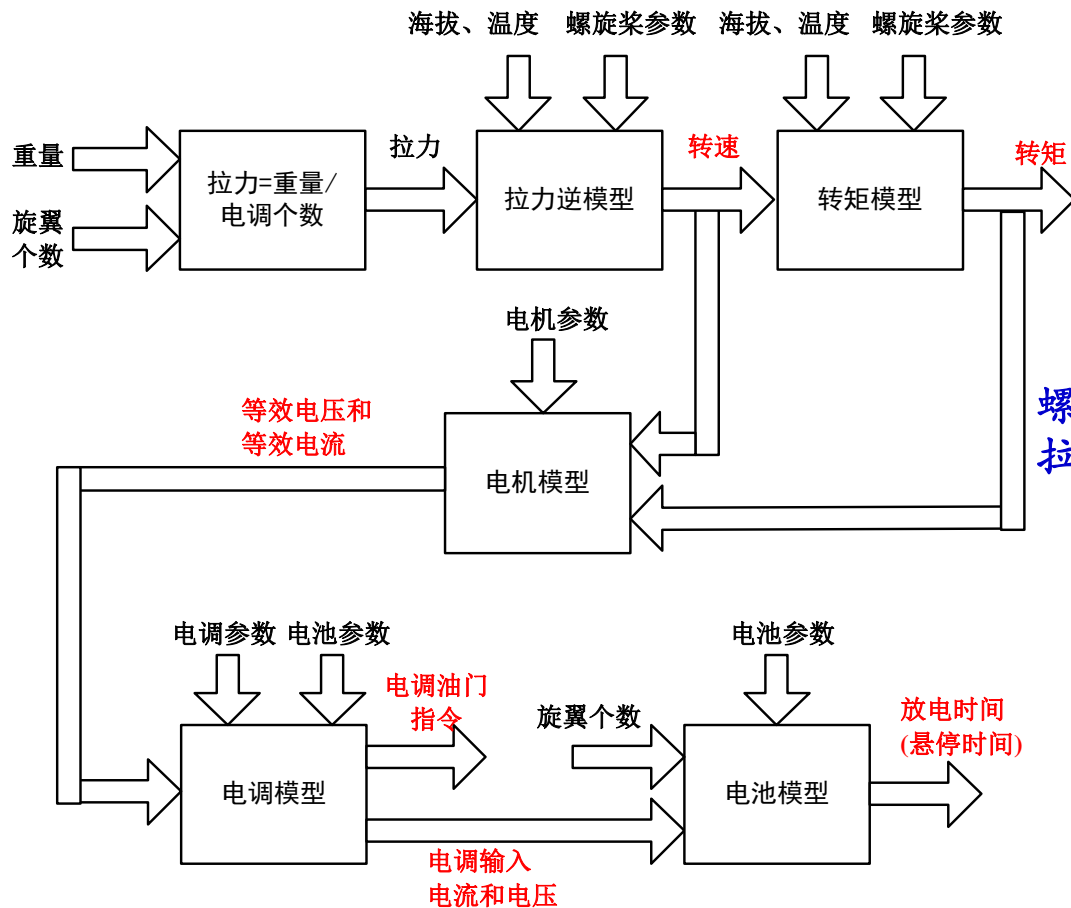 海拔、温度
螺旋桨参数
海拔、温度
螺旋桨参数
重量
旋翼
个数
拉力=重量/
电调个数
拉力
拉力逆模型
转速
转矩模型
转矩
电机参数
等效电压和
等效电流
电机模型
螺
拉
电调参数
电池参数
电调油门
指令
旋翼个数
电池参数
放电时间
(悬停时间)
电调模型
电池模型
电调输入
电流和电压